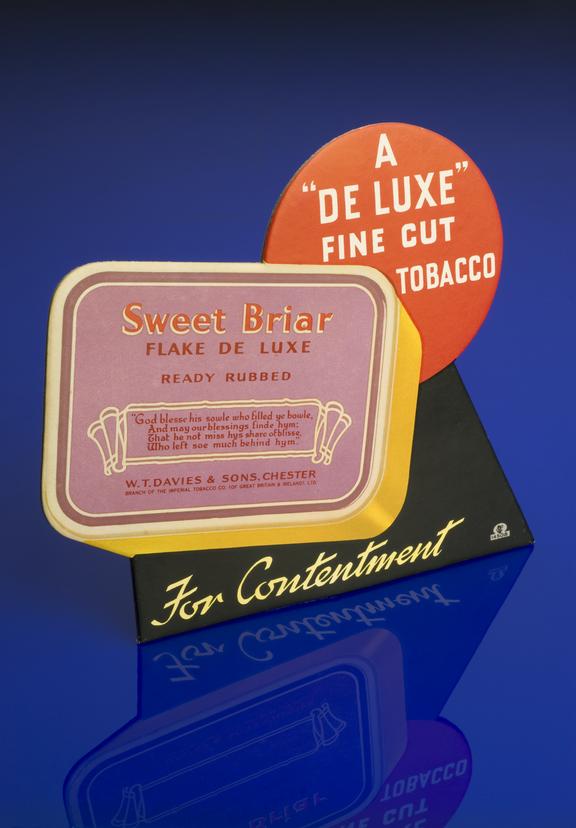 A
"DE LUXE"
FINE CUT
TOBACCO
Sweet Briar
FLAKE DE LUXE
READY RUBBED
"God blesse his sowle who filled ye bowle,
And may our blessings finde hym;
That he not miss hys share of blisse,
Who left soe much behind hym."
W.T. DAVIES & SONS, CHESTER
BRANCH OF THE IMPERIAL TOBACCO CO. (OF GREAT BRITAIN & IRELAND), LTD.
For Contentment